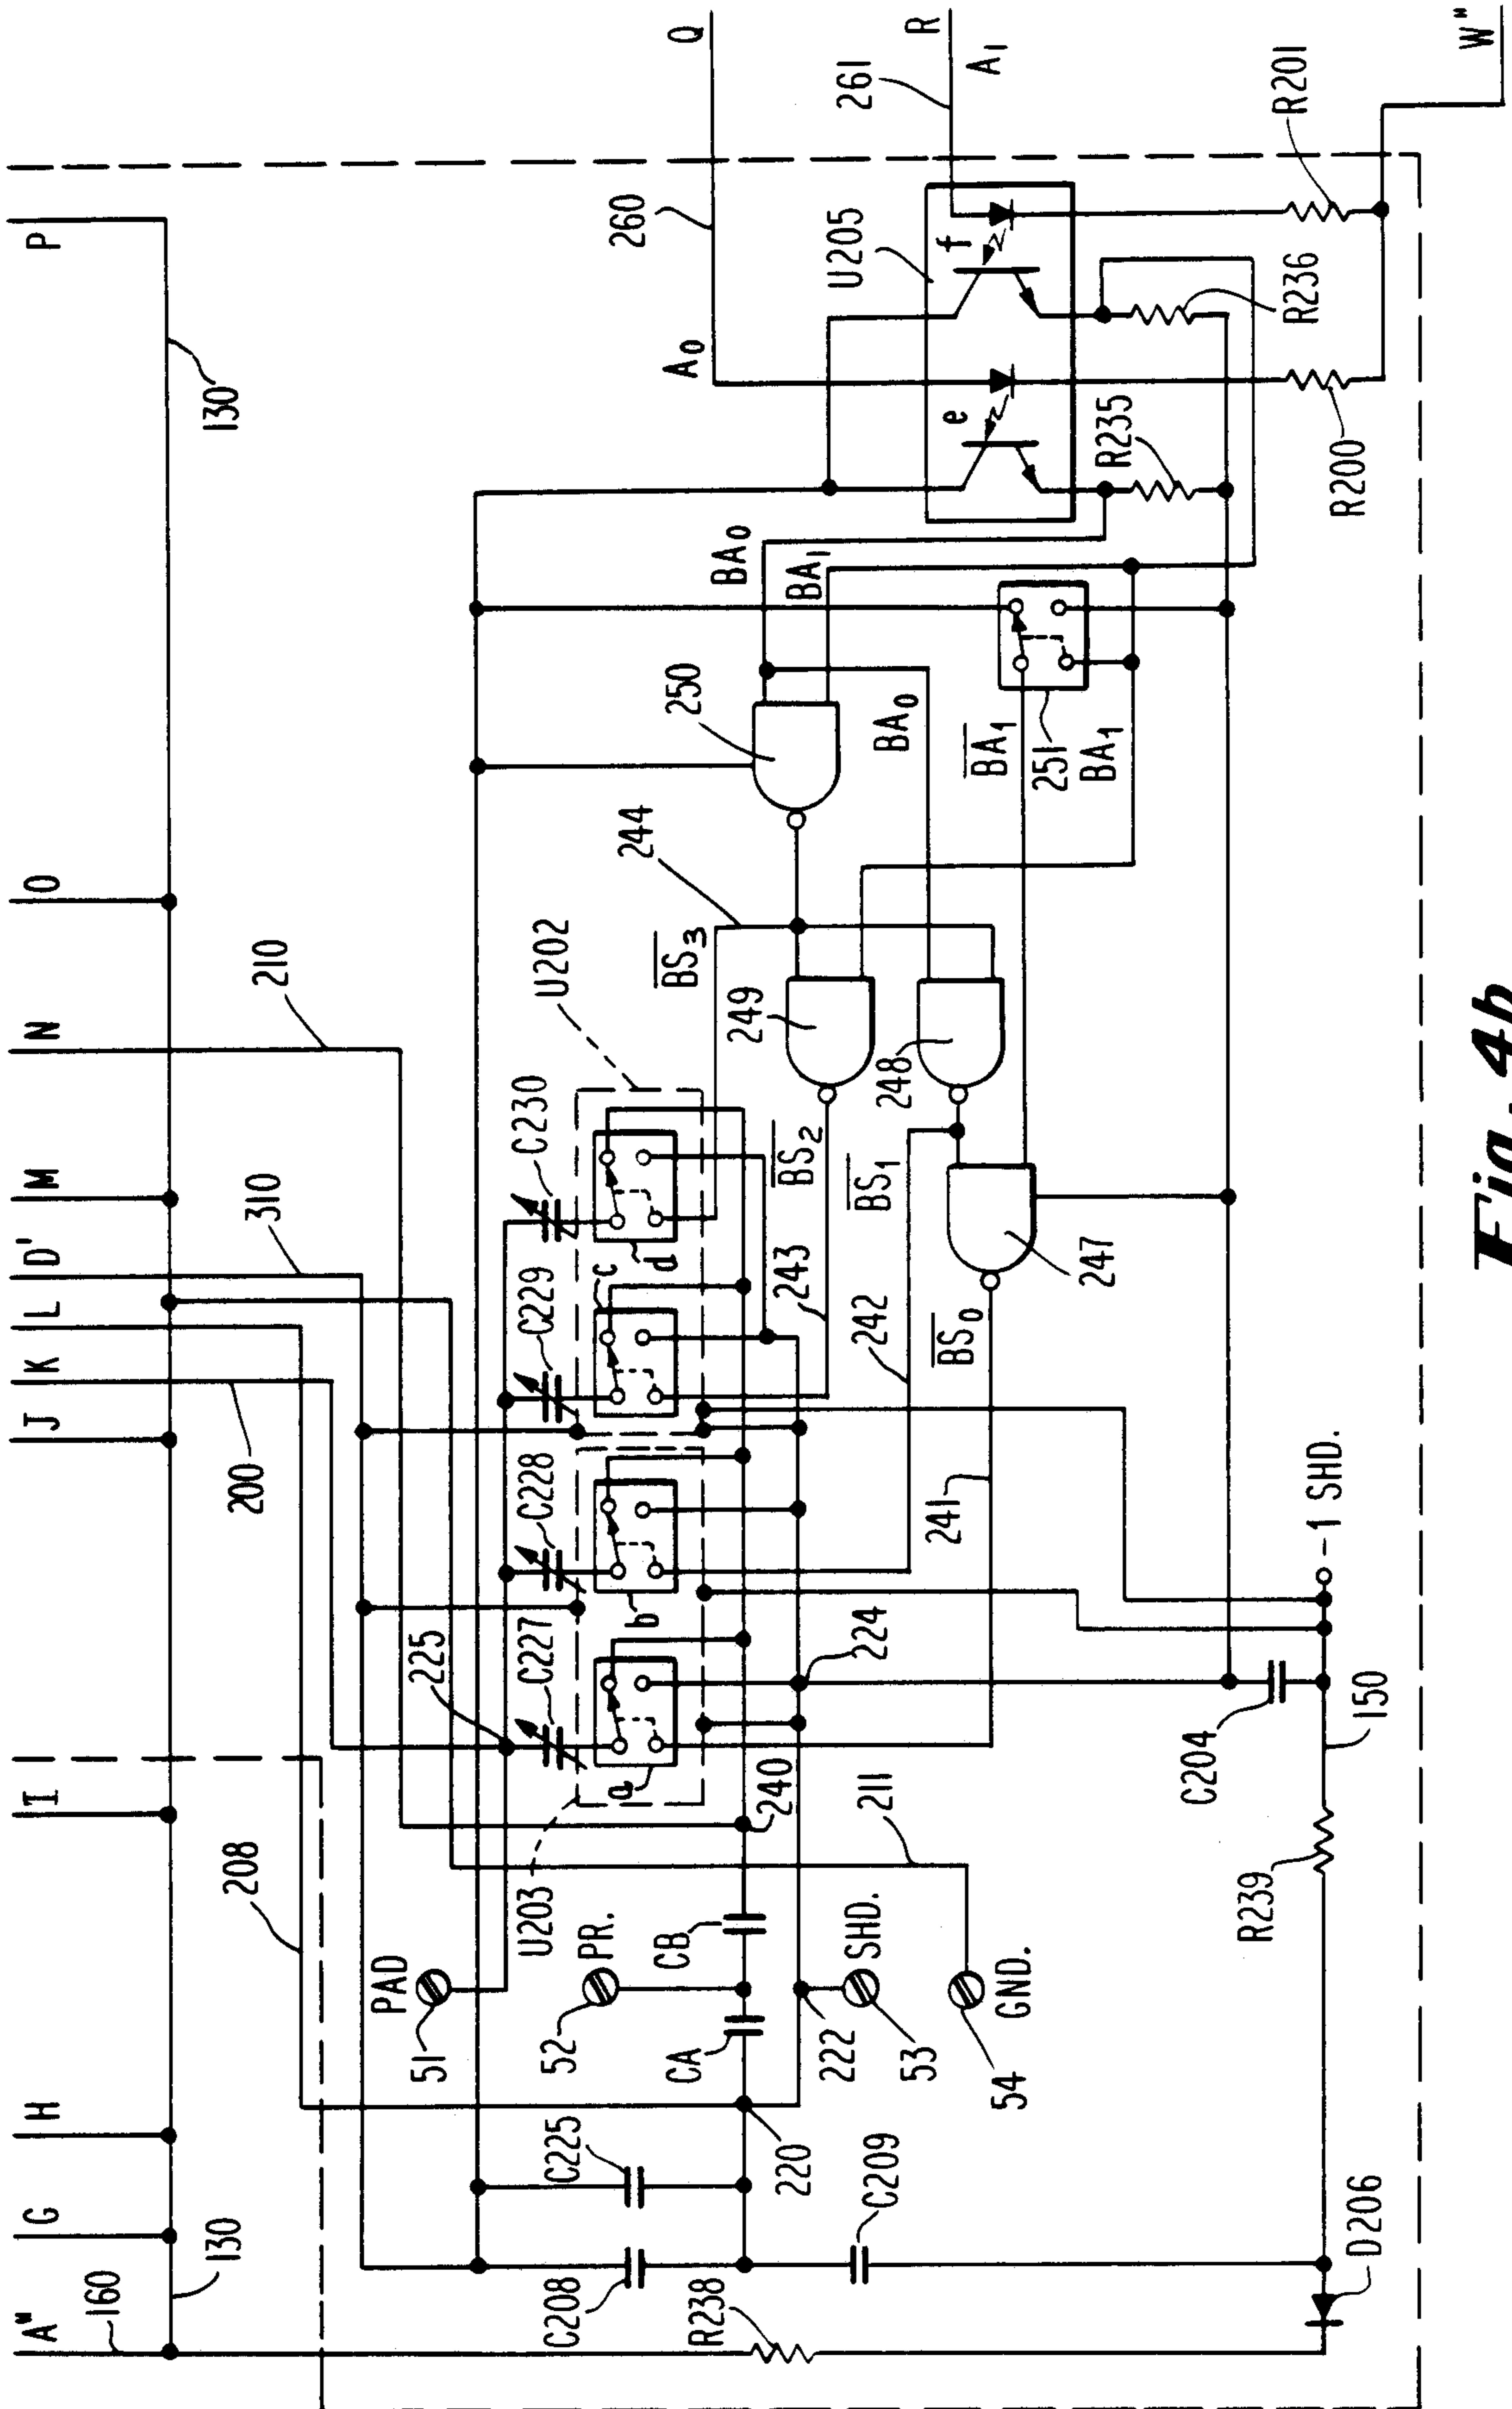 A" G H I J K L D' M N O P
160
130
208
200
310
210
130
Q
260
A0
R
261
A1
U205
e
f
R235
R236
R200
R201
W"
PAD
51
225
C227
C228
C229
C230
U202
U203
a
b
c
d
PR.
52
CA
CB
240
SHD.
53
222
220
GND.
54
211
224
C225
C208
C209
R238
D206
R239
C204
150
-1 SHD.
241
242
243
244
BS0
BS1
BS2
BS3
247
248
249
250
251
BA0
BA1
BA0
BA1
BA1
Fig. 4b